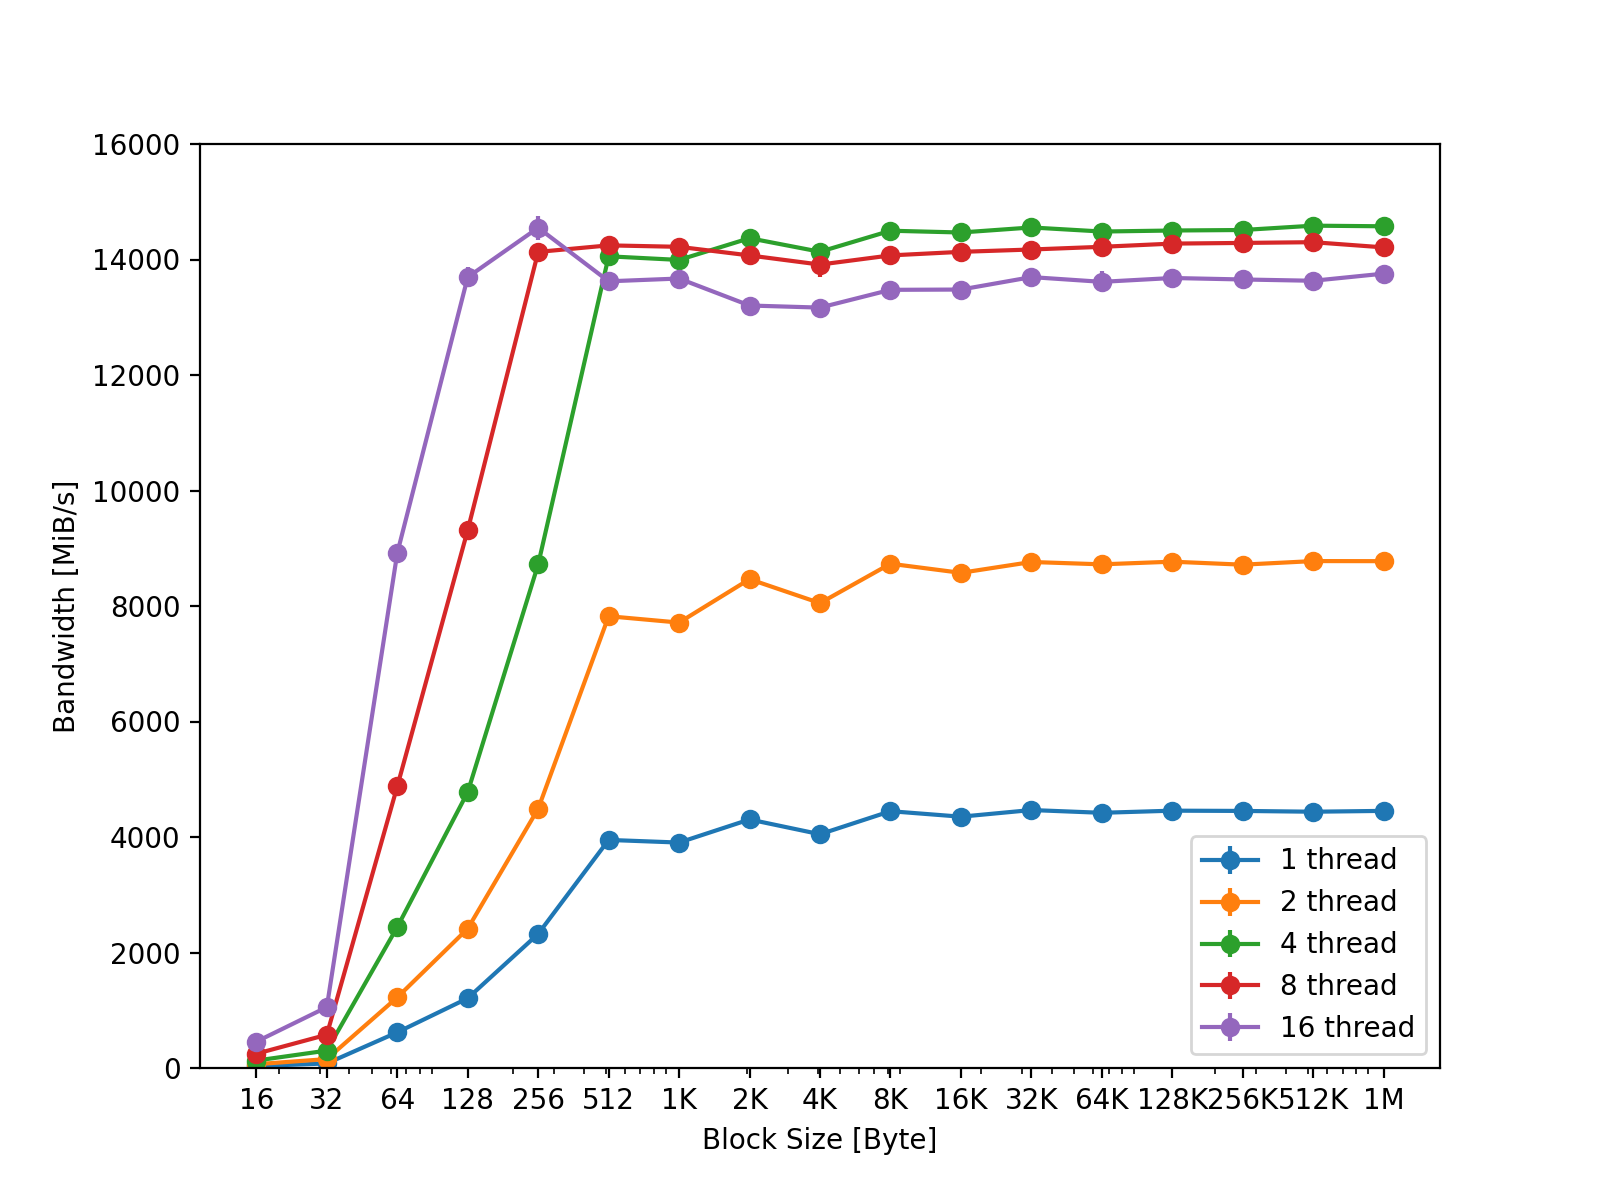 16000
14000
12000
10000
8000
6000
4000
2000
0
Bandwidth [MiB/s]
1 thread
2 thread
4 thread
8 thread
16 thread
16 32 64 128 256 512 1K 2K 4K 8K 16K 32K 64K 128K 256K 512K 1M
Block Size [Byte]